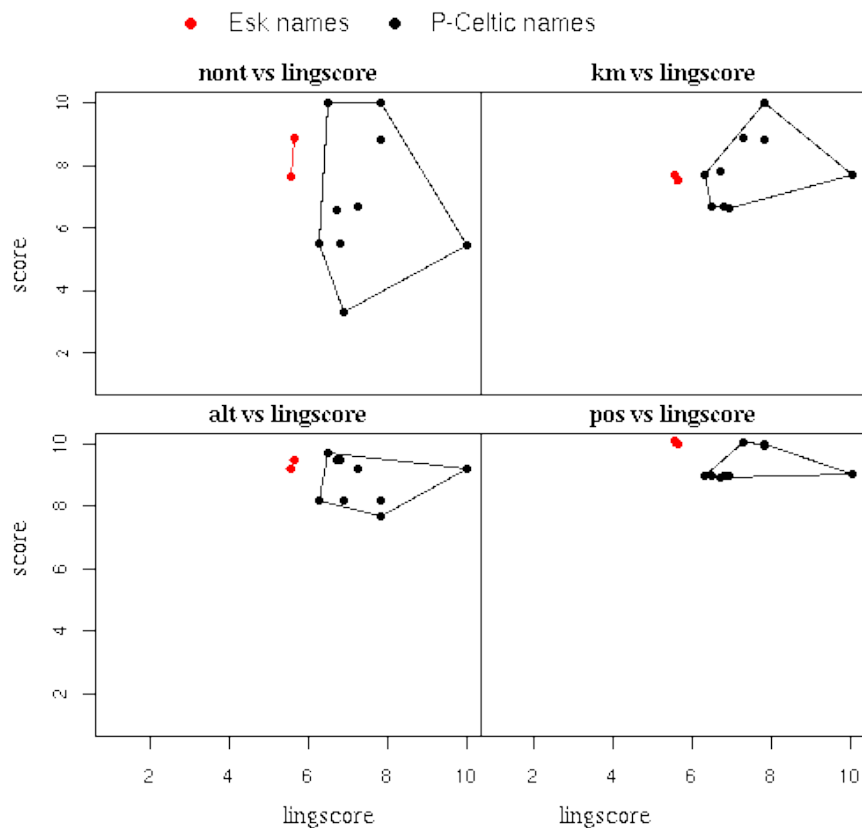 Esk names P-Celtic names
nont vs lingscore km vs lingscore
10
8
6
4
2
score
alt vs lingscore pos vs lingscore
10
8
6
4
2
score
2 4 6 8 10 2 4 6 8 10
lingscore lingscore